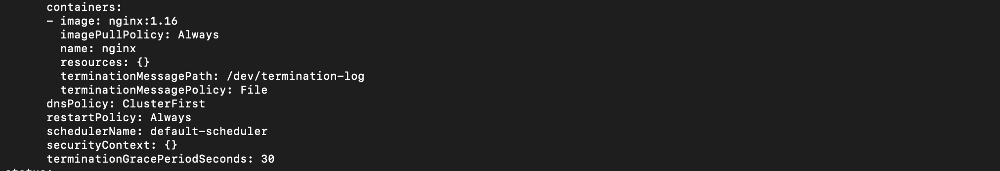 containers:
- image: nginx:1.16
imagePullPolicy: Always
name: nginx
resources: {}
terminationMessagePath: /dev/termination-log
terminationMessagePolicy: File
dnsPolicy: ClusterFirst
restartPolicy: Always
schedulerName: default-scheduler
securityContext: {}
terminationGracePeriodSeconds: 30
status: